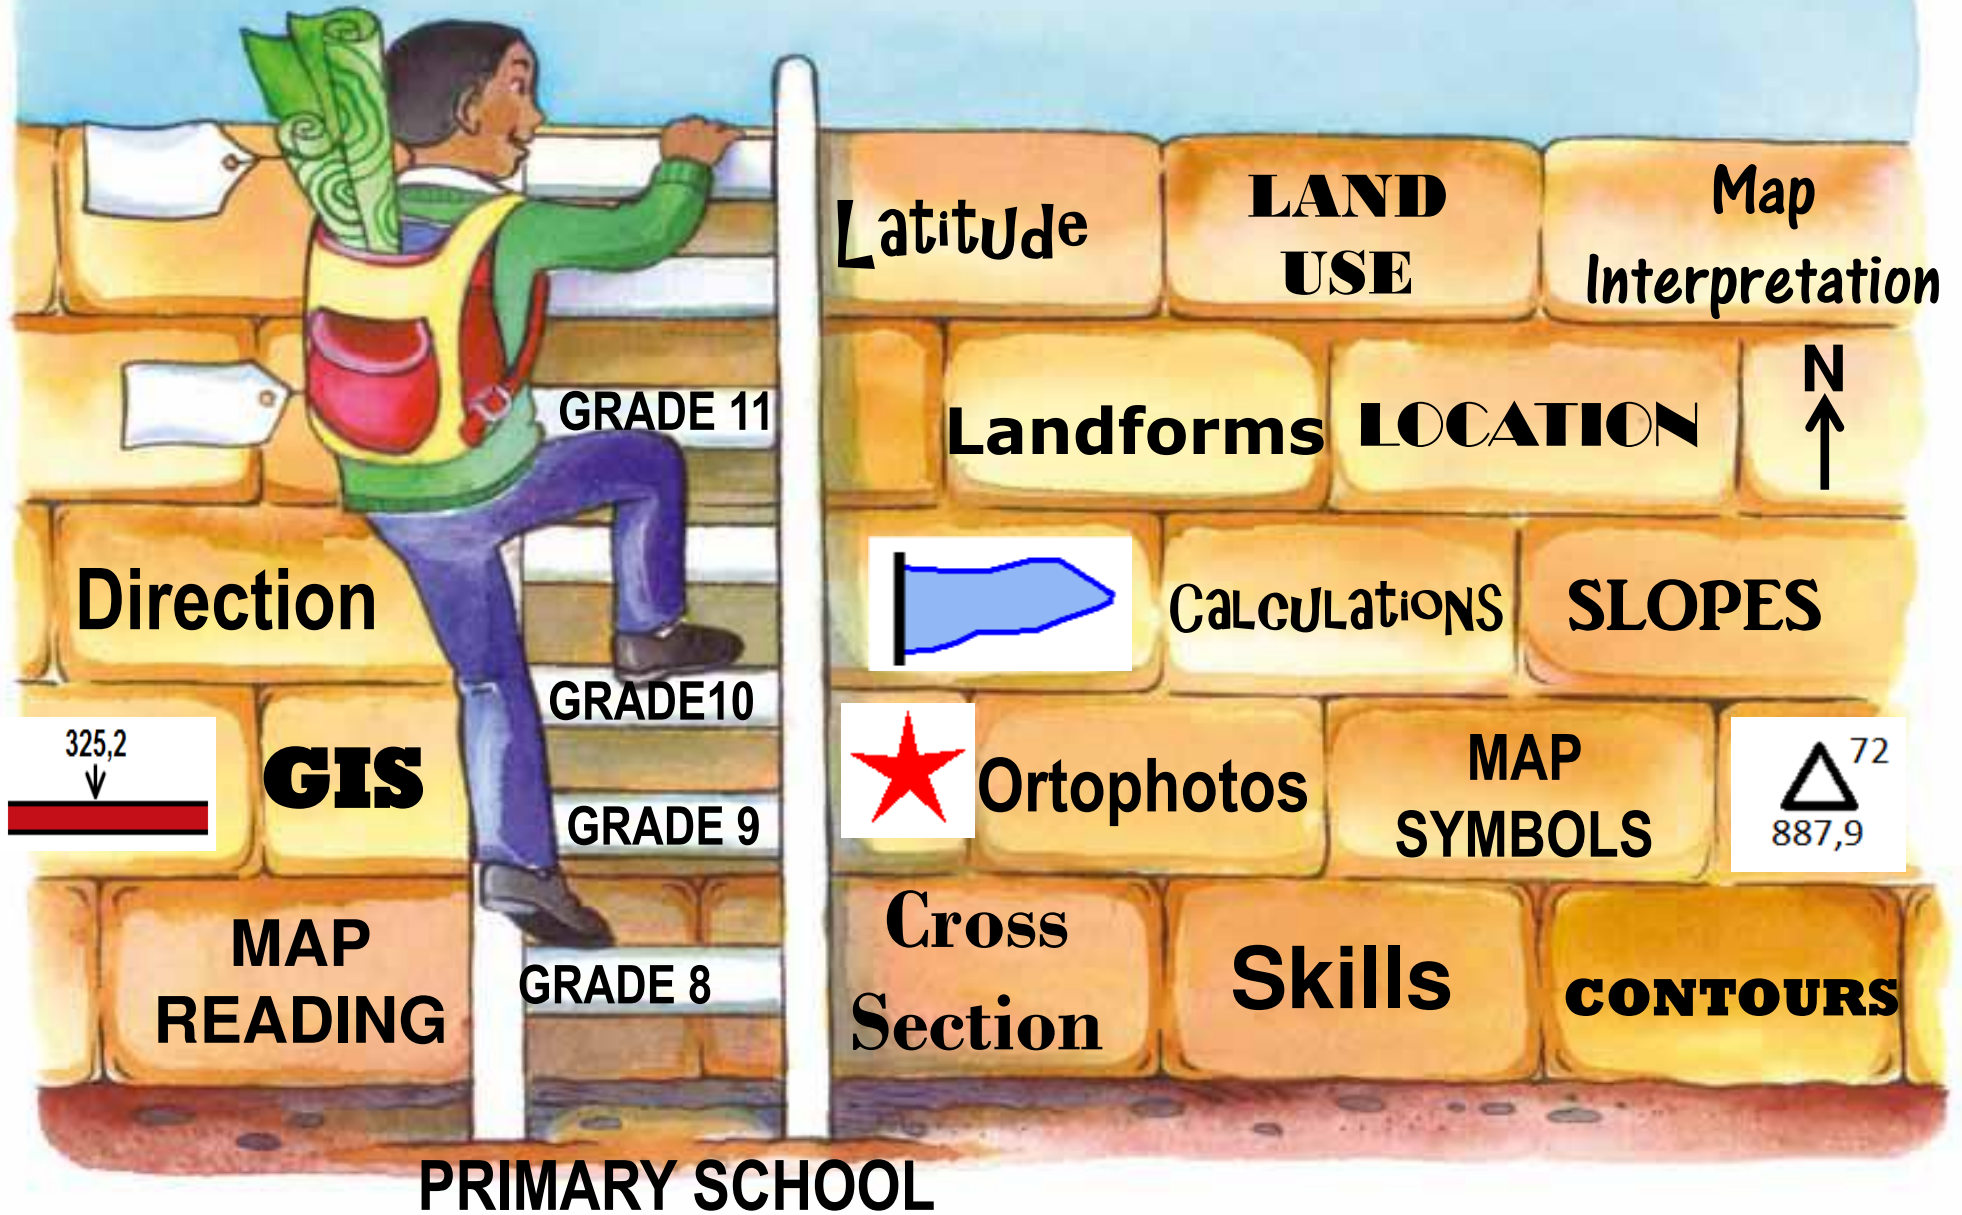 Latitude
LAND
USE
Map
Interpretation
GRADE 11
Landforms
LOCATION
N
Direction
CaLcULatiONS
SLOPES
GRADE10
325,2
GIS
GRADE 9
Ortophotos
MAP
SYMBOLS
72
887,9
MAP
READING
GRADE 8
Cross
Section
Skills
CONTOURS
PRIMARY SCHOOL